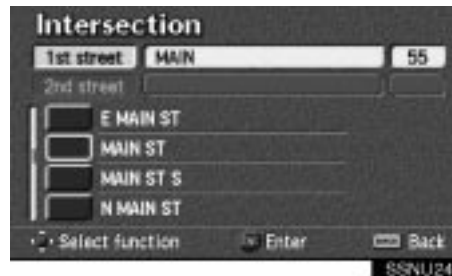 Intersection
1st street MAIN 55
2nd street
E MAIN ST
MAIN ST
MAIN ST S
N MAIN ST
Select function Enter Back
SSNU24